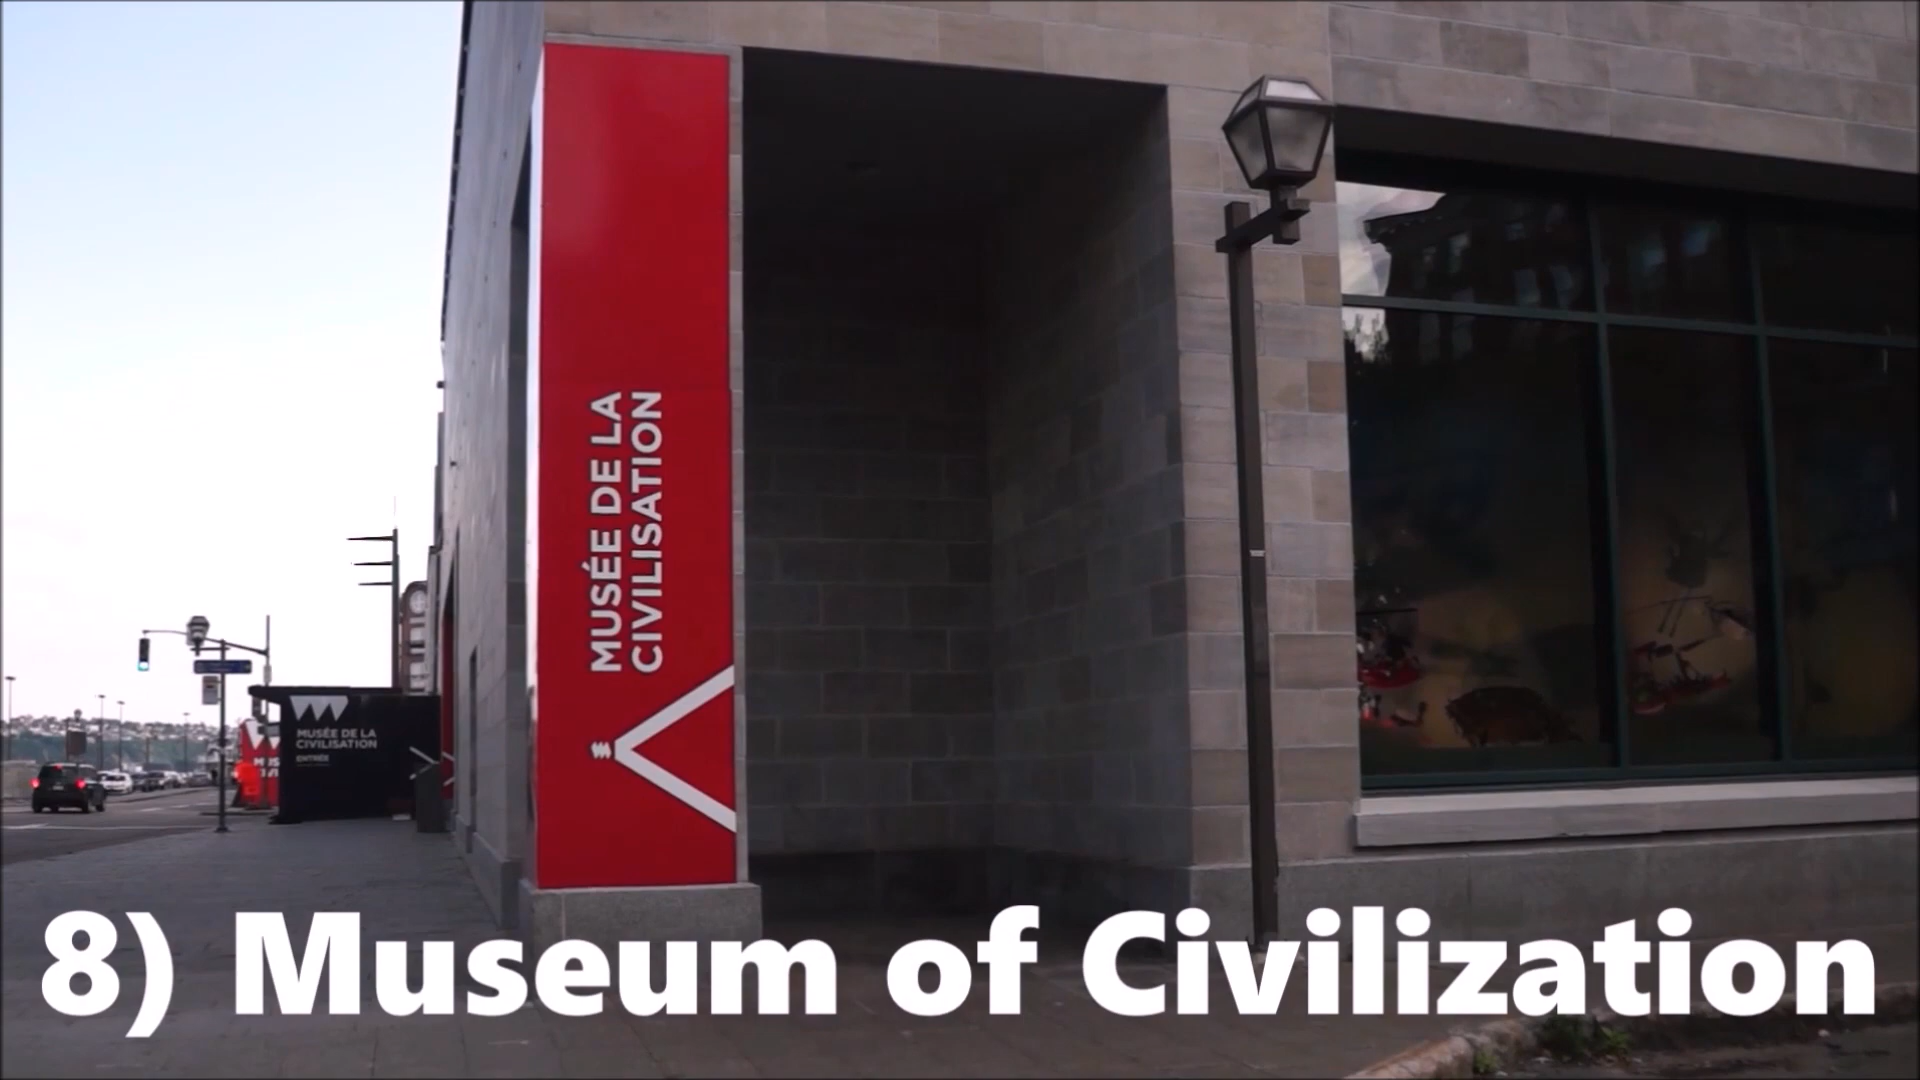 MUSÉE DE LA
CIVILISATION
MUSÉE DE LA
CIVILISATION
ENTRÉE
8) Museum of Civilization